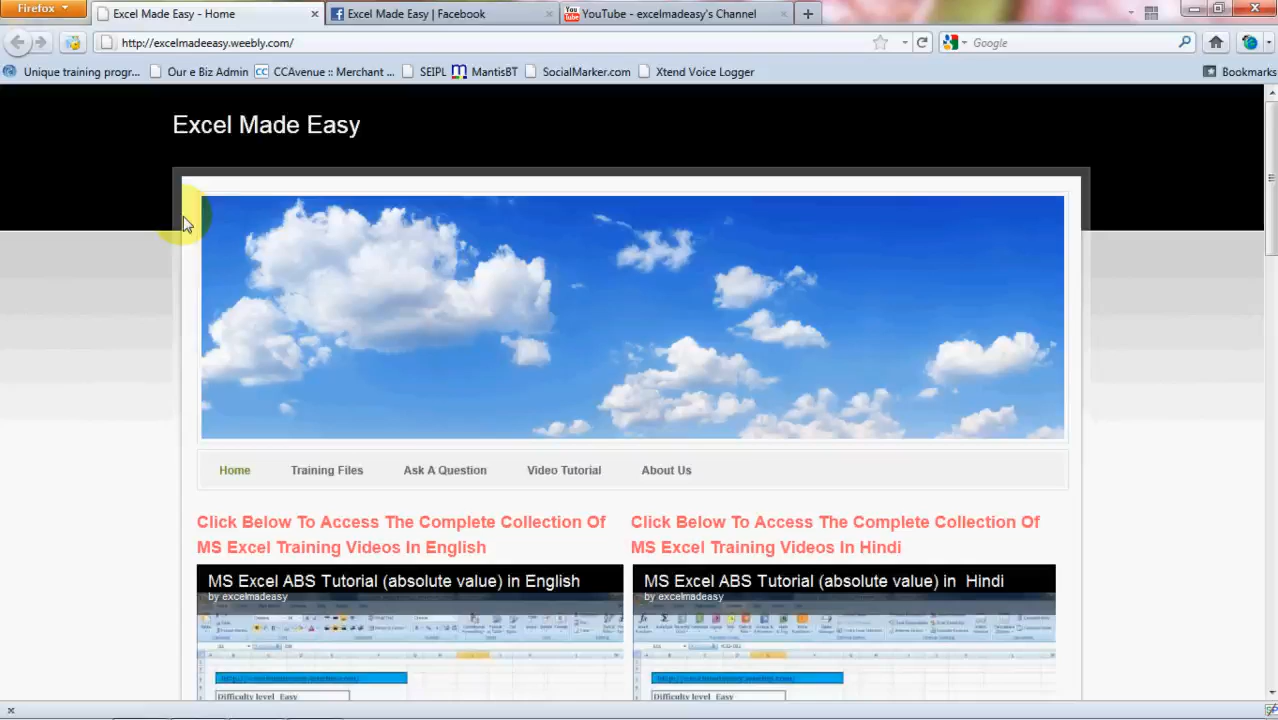 Firefox
Excel Made Easy - Home
Excel Made Easy | Facebook
YouTube - excelmadeasy's Channel
http://excelmadeeasy.weebly.com/
Google
Unique training progr...
Our e Biz Admin
CCAvenue :: Merchant ...
SEIPL
MantisBT
SocialMarker.com
Xtend Voice Logger
Bookmarks
Excel Made Easy
Home
Training Files
Ask A Question
Video Tutorial
About Us
Click Below To Access The Complete Collection Of
MS Excel Training Videos In English
Click Below To Access The Complete Collection Of
MS Excel Training Videos In Hindi
MS Excel ABS Tutorial (absolute value) in English
by excelmadeasy
MS Excel ABS Tutorial (absolute value) in Hindi
by excelmadeasy
Difficulty level Easy
Difficulty level Easy